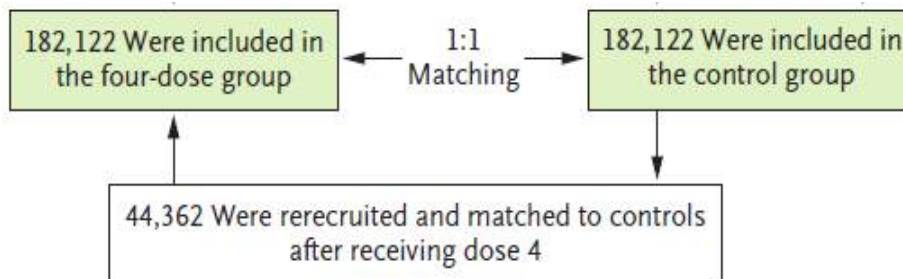 182,122 Were included in
the four-dose group
1:1
Matching
182,122 Were included in
the control group
44,362 Were rerecruited and matched to controls
after receiving dose 4